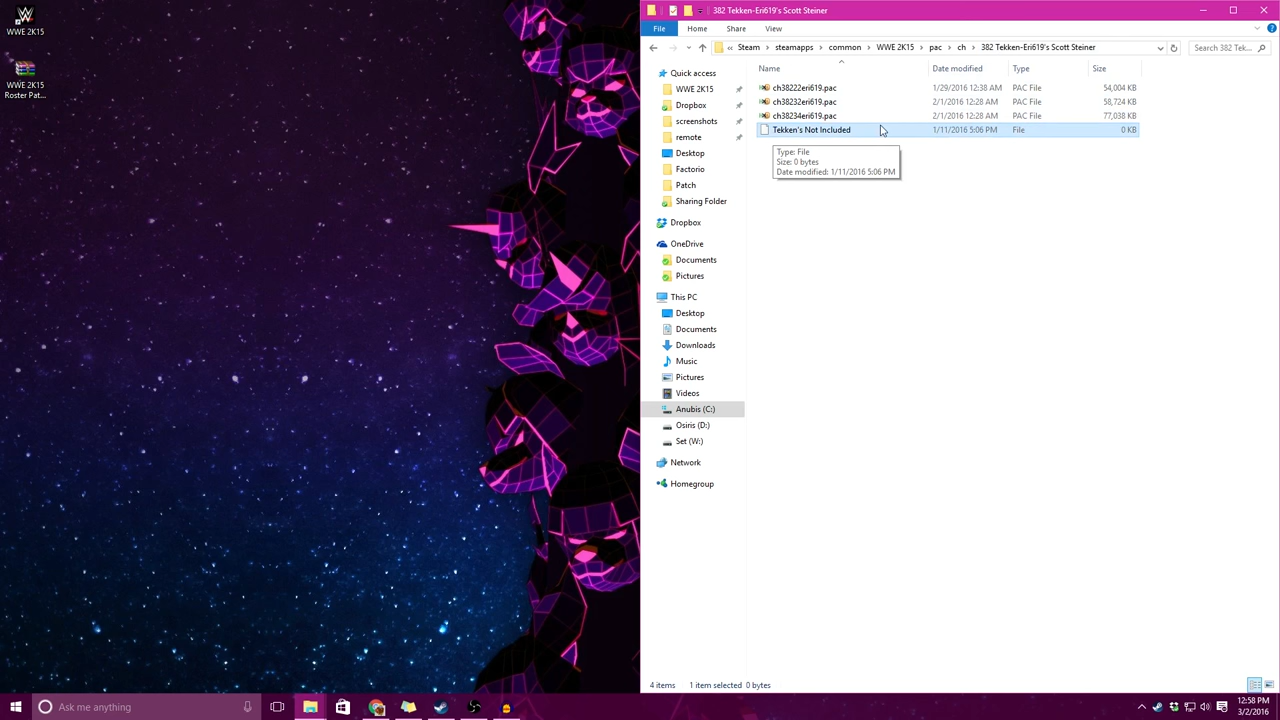 WWE 2K15
WWE 2K15
Roster Pat...
382 Tekken-Eri619's Scott Steiner
File Home Share View
« Steam steamapps common WWE 2K15 pac ch 382 Tekken-Eri619's Scott Steiner Search 382 Tek...
Name Date modified Type Size
Quick access
WWE 2K15
Dropbox
screenshots
remote
Desktop
Factorio
Patch
Sharing Folder
Dropbox
OneDrive
Documents
Pictures
This PC
Desktop
Documents
Downloads
Music
Pictures
Videos
Anubis (C:)
Osiris (D:)
Set (W:)
Network
Homegroup
ch38222eri619.pac 1/29/2016 12:38 AM PAC File 54,004 KB
ch38232eri619.pac 2/1/2016 12:28 AM PAC File 58,724 KB
ch38234eri619.pac 2/1/2016 12:28 AM PAC File 77,038 KB
Tekken's Not Included 1/11/2016 5:06 PM File 0 KB
Type: File
Size: 0 bytes
Date modified: 1/11/2016 5:06 PM
4 items 1 item selected 0 bytes
Ask me anything
12:58 PM
3/2/2016